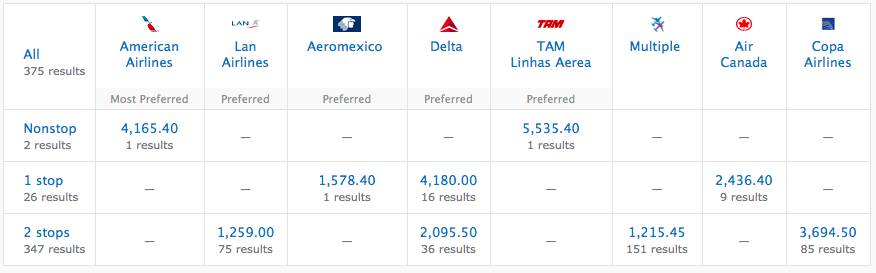 All
375 results
American
Airlines
Most Preferred
LAN
Lan
Airlines
Preferred
Aeromexico
Preferred
Delta
Preferred
TAM
TAM
Linhas Aerea
Preferred
Multiple
Air
Canada
Copa
Airlines
Nonstop
2 results
4,165.40
1 results
—
—
—
5,535.40
1 results
—
—
—
1 stop
26 results
—
—
1,578.40
1 results
4,180.00
16 results
—
—
2,436.40
9 results
—
2 stops
347 results
—
1,259.00
75 results
—
2,095.50
36 results
—
1,215.45
151 results
—
3,694.50
85 results